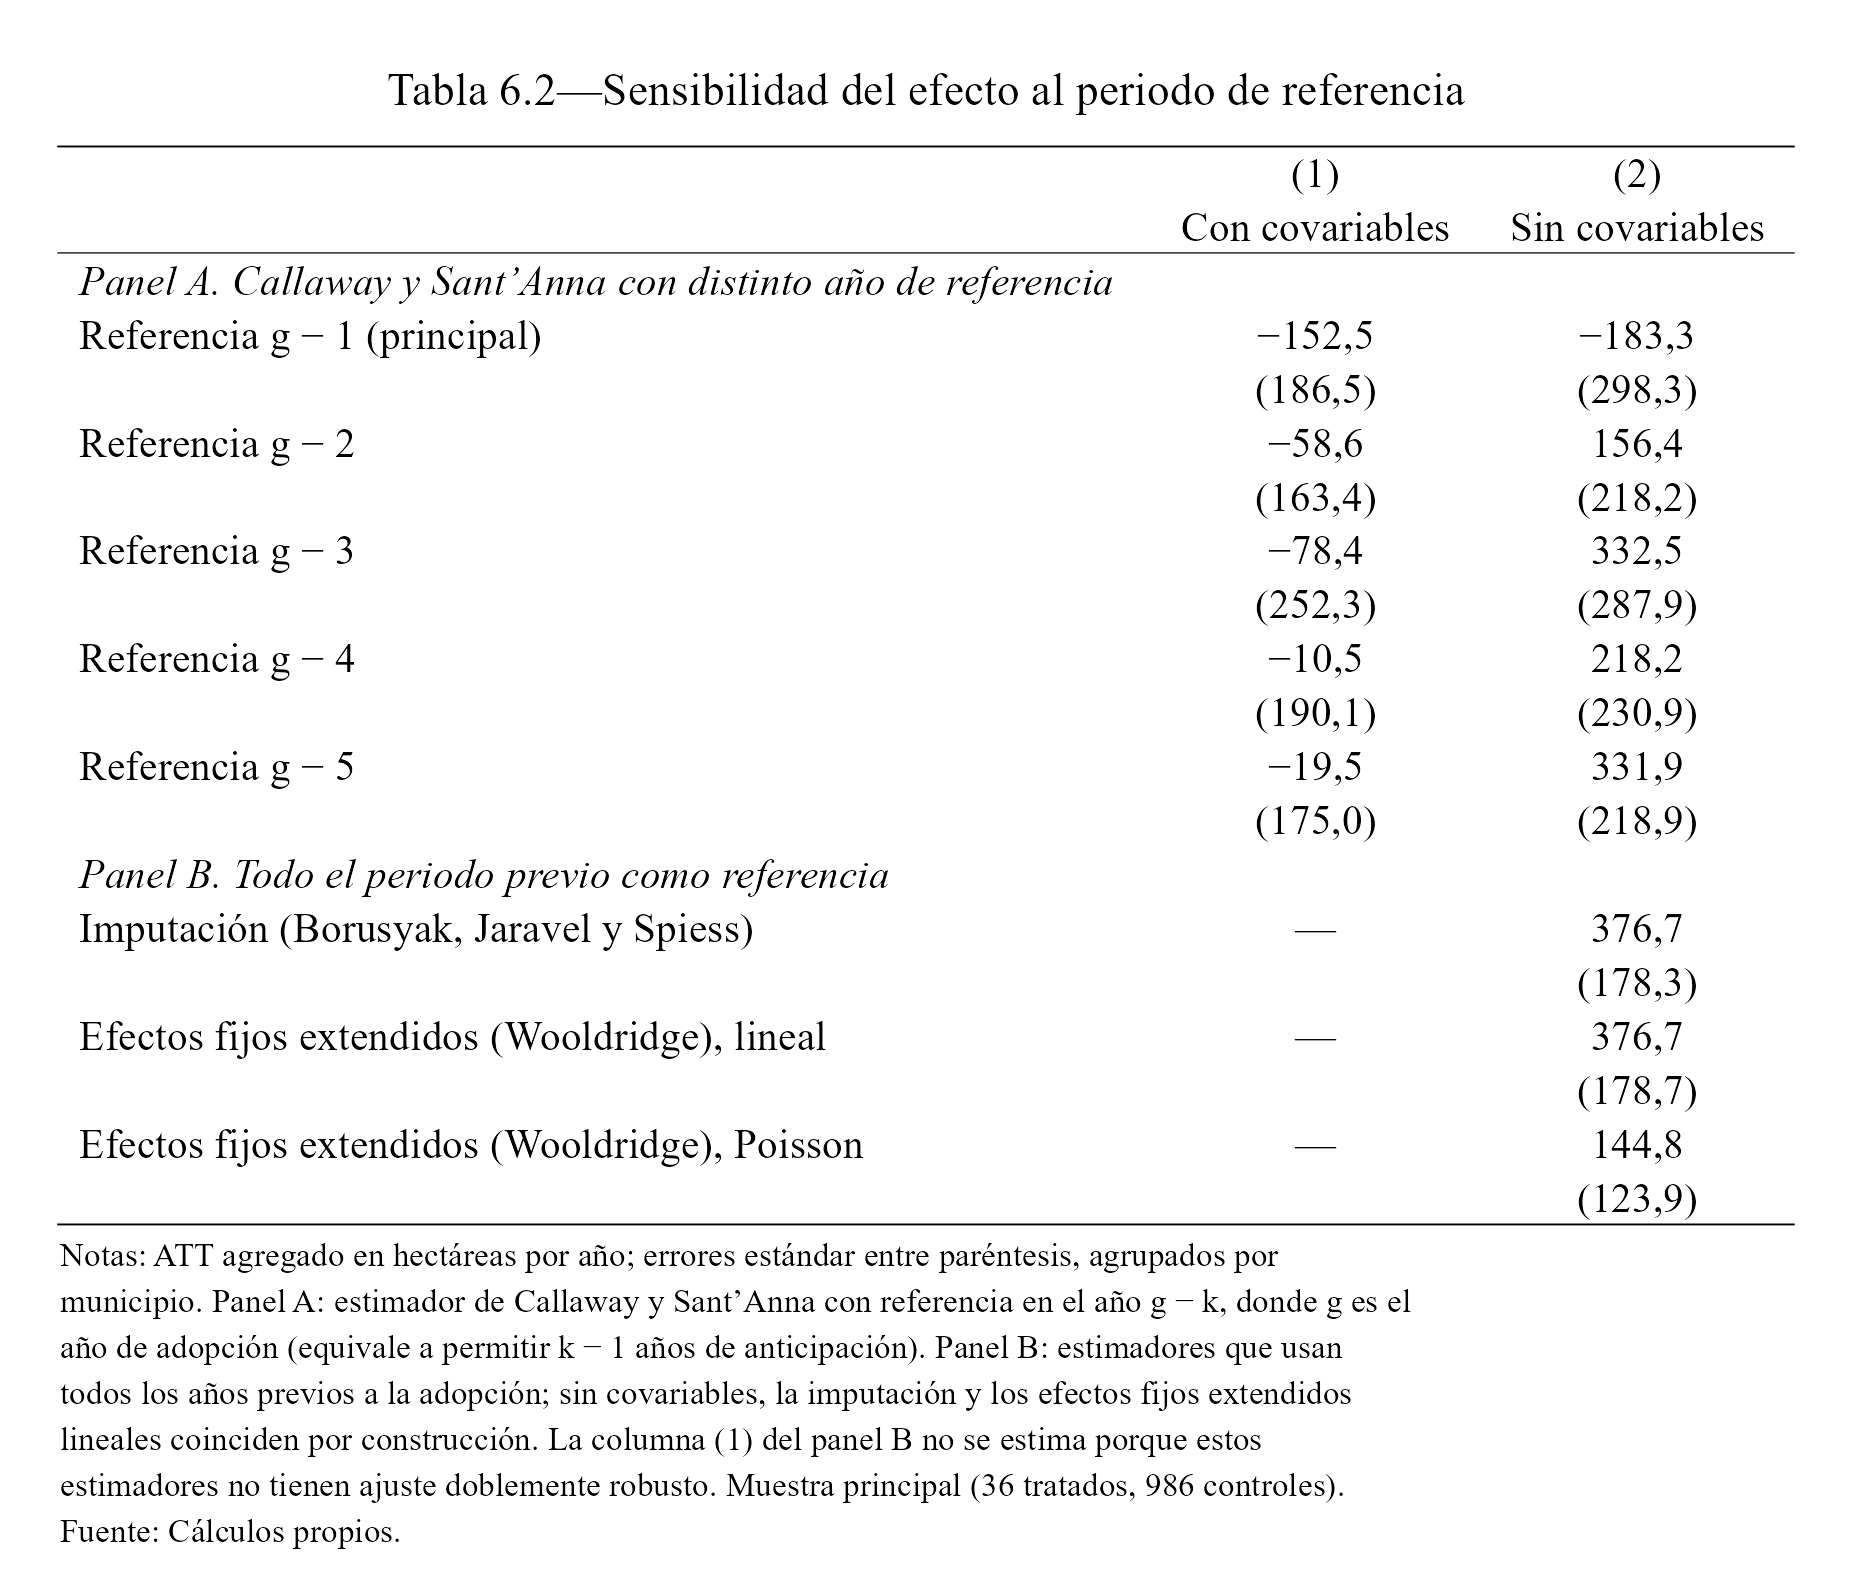 Tabla 6.2—Sensibilidad del efecto al periodo de referencia
(1) (2)
Con covariables Sin covariables
Panel A. Callaway y Sant’Anna con distinto año de referencia
Referencia g − 1 (principal) −152,5 −183,3
(186,5) (298,3)
Referencia g − 2 −58,6 156,4
(163,4) (218,2)
Referencia g − 3 −78,4 332,5
(252,3) (287,9)
Referencia g − 4 −10,5 218,2
(190,1) (230,9)
Referencia g − 5 −19,5 331,9
(175,0) (218,9)
Panel B. Todo el periodo previo como referencia
Imputación (Borusyak, Jaravel y Spiess) — 376,7
(178,3)
Efectos fijos extendidos (Wooldridge), lineal — 376,7
(178,7)
Efectos fijos extendidos (Wooldridge), Poisson — 144,8
(123,9)
Notas: ATT agregado en hectáreas por año; errores estándar entre paréntesis, agrupados por
municipio. Panel A: estimador de Callaway y Sant’Anna con referencia en el año g − k, donde g es el
año de adopción (equivale a permitir k − 1 años de anticipación). Panel B: estimadores que usan
todos los años previos a la adopción; sin covariables, la imputación y los efectos fijos extendidos
lineales coinciden por construcción. La columna (1) del panel B no se estima porque estos
estimadores no tienen ajuste doblemente robusto. Muestra principal (36 tratados, 986 controles).
Fuente: Cálculos propios.